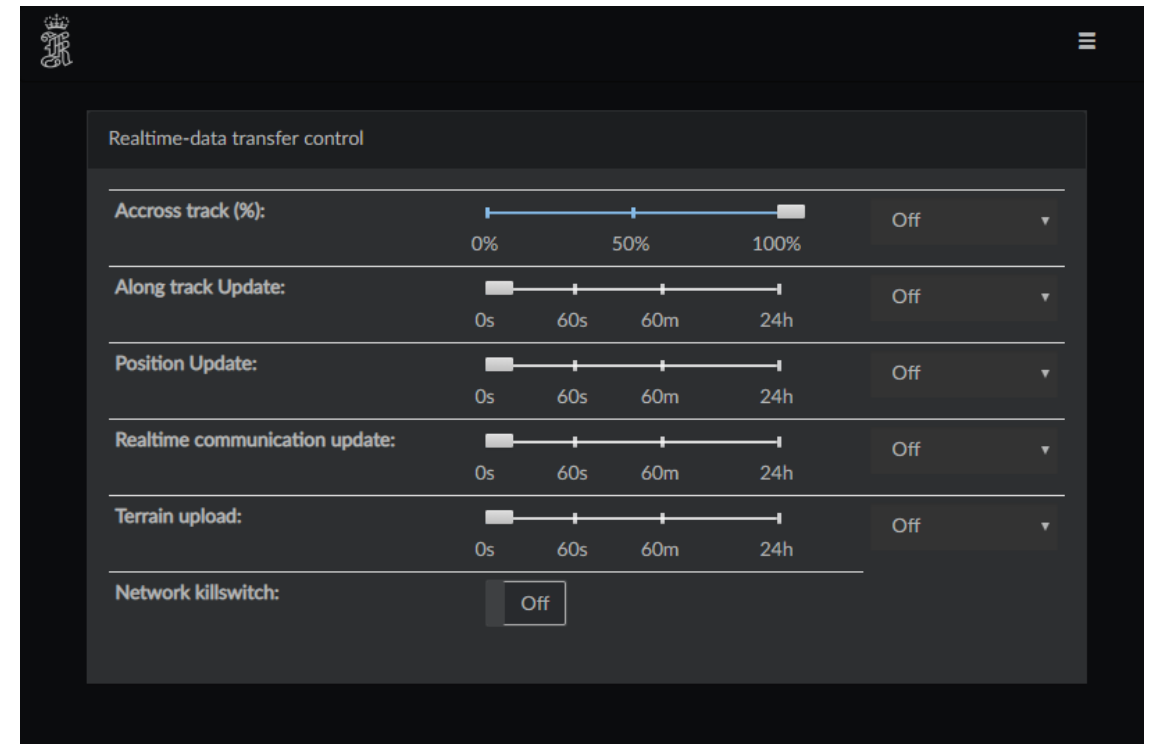 Realtime-data transfer control
Accross track (%):
0% 50% 100%
Off
Along track Update:
0s 60s 60m 24h
Off
Position Update:
0s 60s 60m 24h
Off
Realtime communication update:
0s 60s 60m 24h
Off
Terrain upload:
0s 60s 60m 24h
Off
Network killswitch:
Off